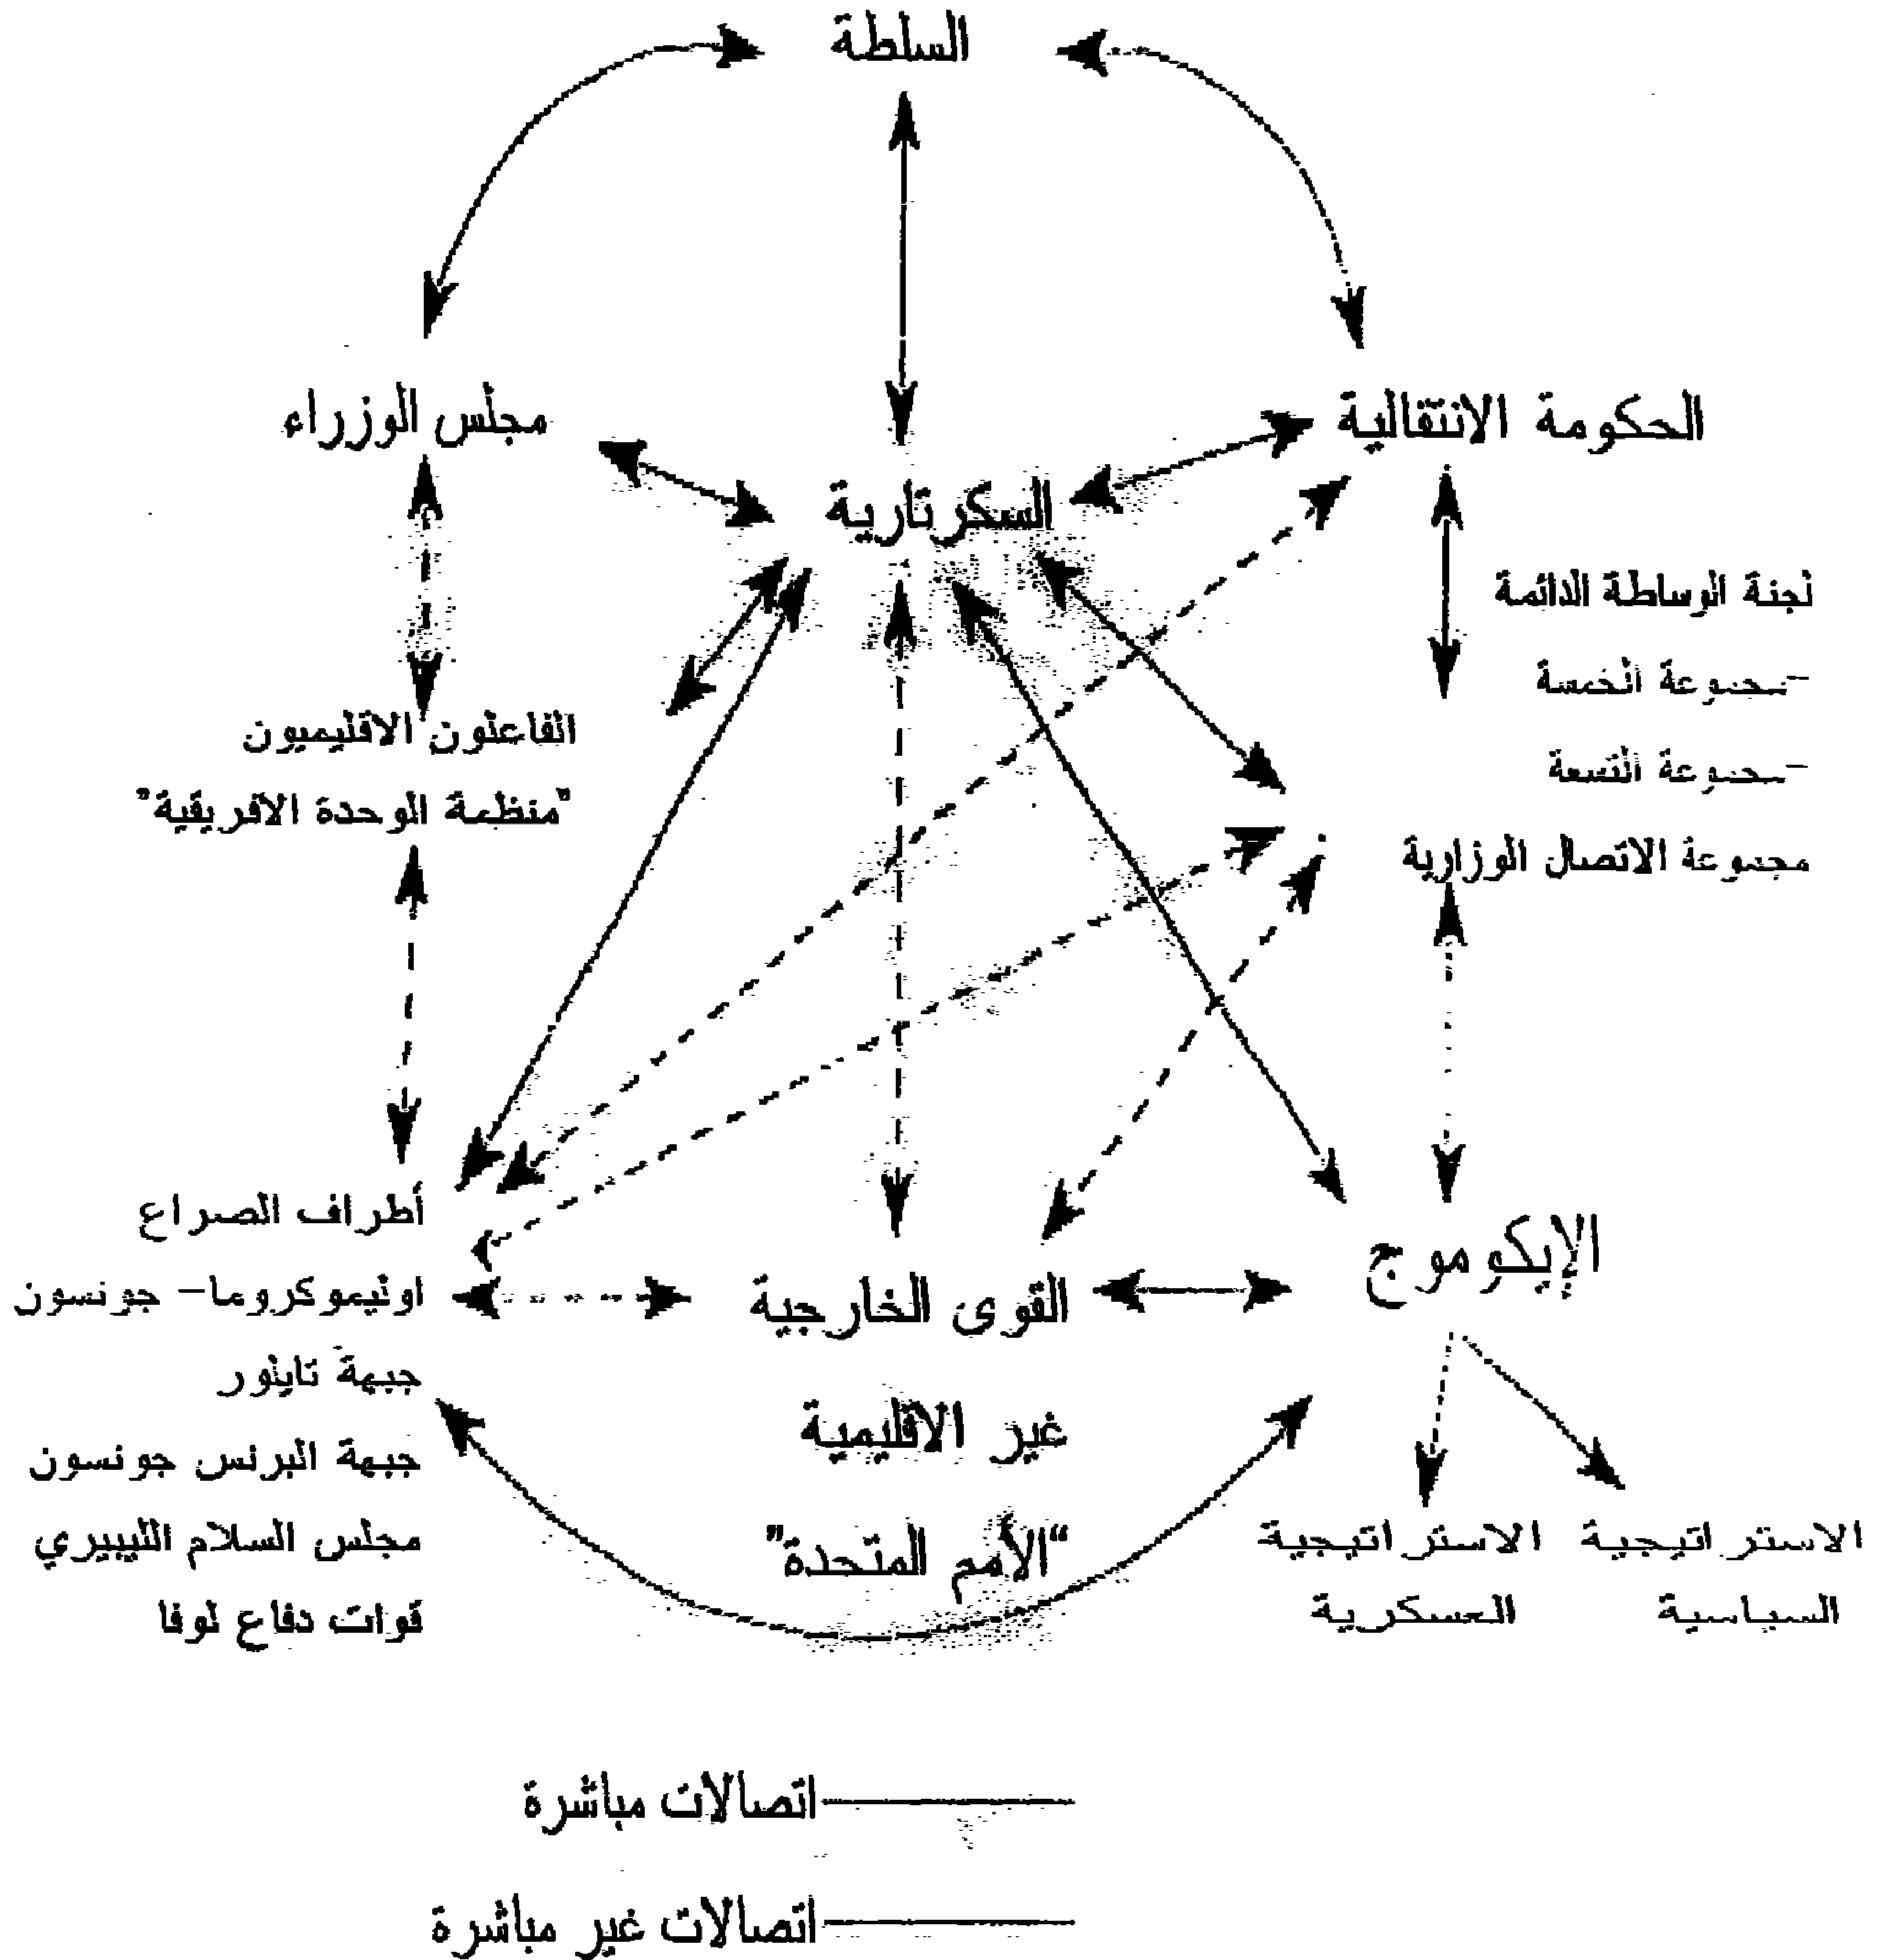 السلطة
الحكومة الانتقالية
مجلس الوزراء
السكرتارية
لجنة الوساطة الدائمة
-مجموعة الخمسة
-مجموعة التسعة
مجموعة الاتصال الوزارية
الفاعلون الاقليميون
"منظمة الوحدة الافريقية"
أطراف الصراع
اوليموكروما- جونسون
جبهة تايلور
جبهة البرنس جونسون
مجلس السلام الليبيري
قوات دفاع لوفا
القوى الخارجية
غير الاقليمية
"الأمم المتحدة"
الإيكوموج
الاستراتيجية السياسية
الاستراتيجية العسكرية
اتصالات مباشرة
اتصالات غير مباشرة